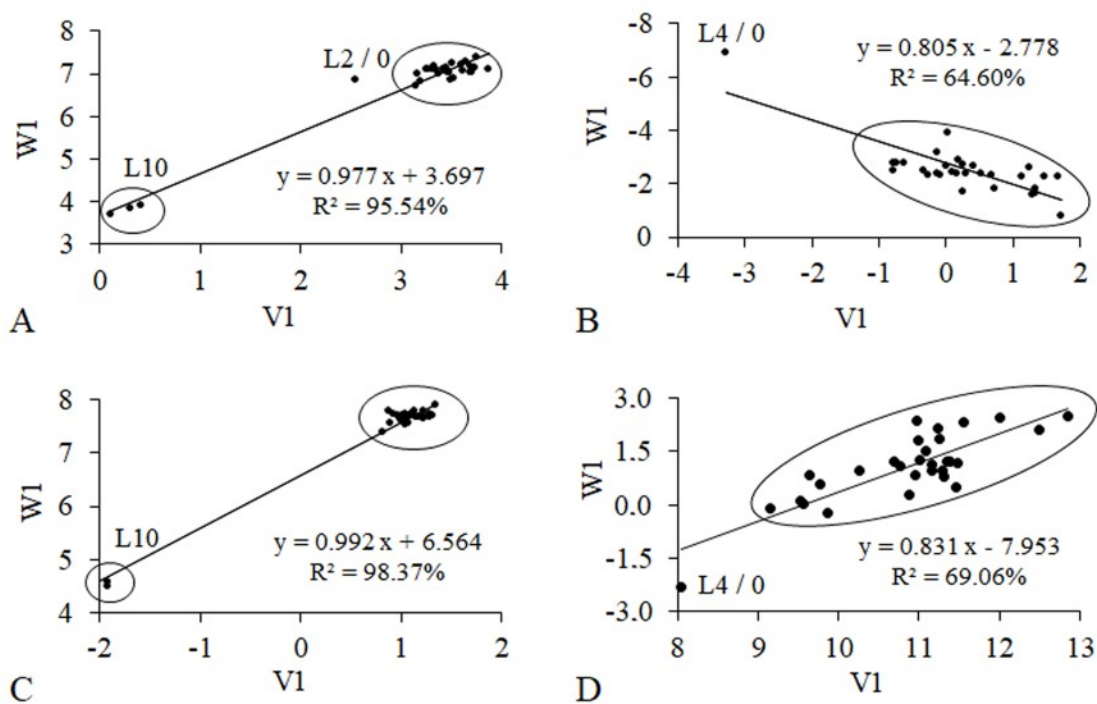 8
7
6
5
4
3
W1
L2 / 0
L10
y = 0.977 x + 3.697
R² = 95.54%
0 1 2 3 4
V1
A
-8
-6
-4
-2
0
W1
L4 / 0
y = 0.805 x - 2.778
R² = 64.60%
-4 -3 -2 -1 0 1 2
V1
B
8
7
6
5
4
W1
L10
y = 0.992 x + 6.564
R² = 98.37%
-2 -1 0 1 2
V1
C
3.0
1.5
0.0
-1.5
-3.0
W1
y = 0.831 x - 7.953
R² = 69.06%
L4 / 0
8 9 10 11 12 13
V1
D